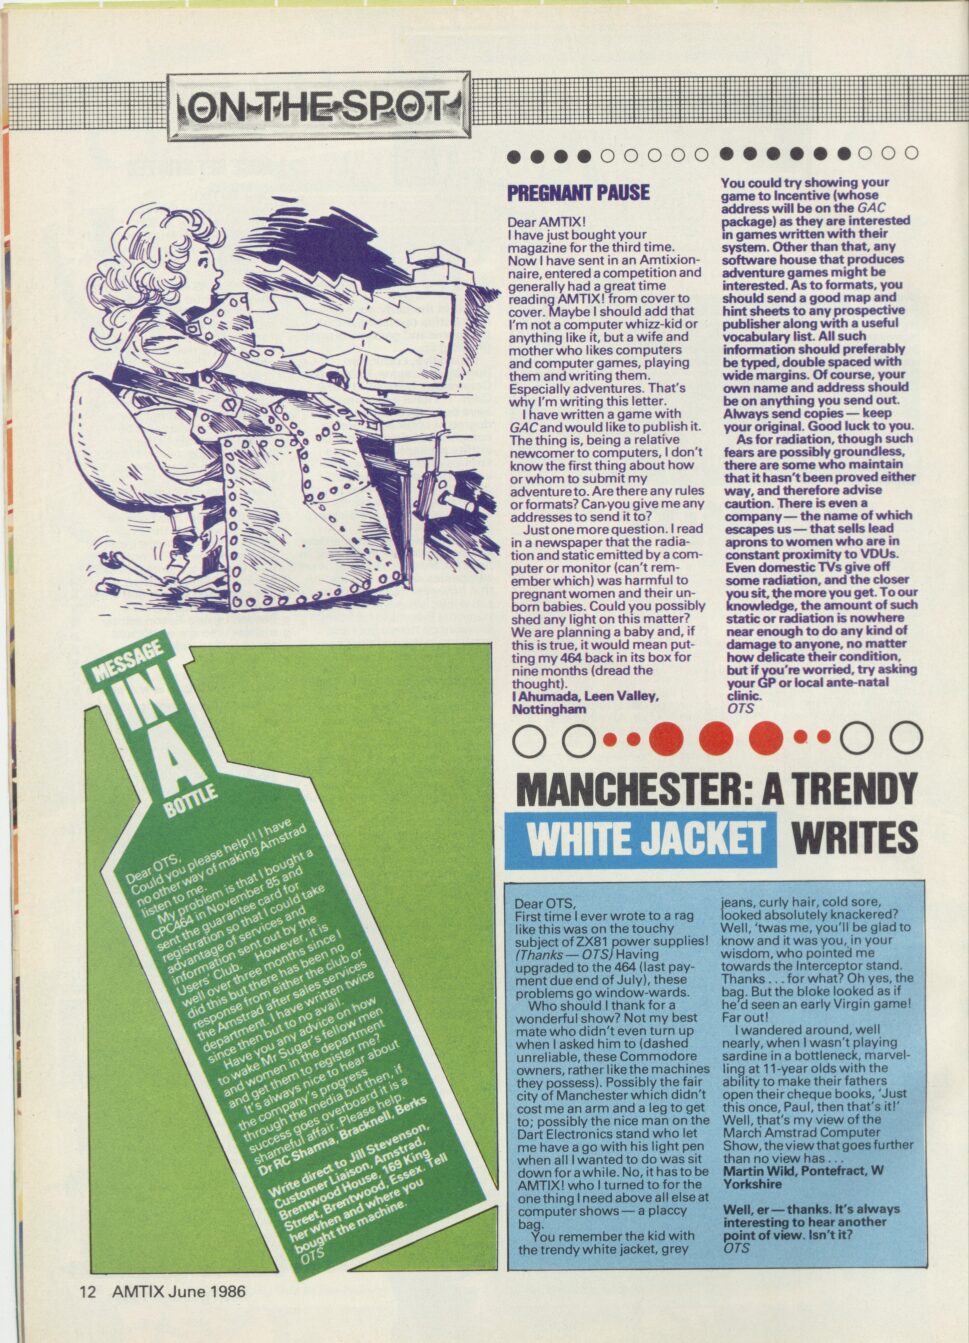 ON THE SPOT
PREGNANT PAUSE
Dear AMTIX!
I have just bought your
magazine for the third time.
Now I have sent in an Amtixion-
naire, entered a competition and
generally had a great time
reading AMTIX! from cover to
cover. Maybe I should add that
I'm not a computer whizz-kid or
anything like it, but a wife and
mother who likes computers
and computer games, playing
them and writing them.
Especially adventures. That's
why I'm writing this letter.
I have written a game with
GAC and would like to publish it.
The thing is, being a relative
newcomer to computers, I don't
know the first thing about how
or whom to submit my
adventure to. Are there any rules
or formats? Can you give me any
addresses to send it to?
Just one more question. I read
in a newspaper that the radia-
tion and static emitted by a com-
puter or monitor (can't rem-
ember which) was harmful to
pregnant women and their un-
born babies. Could you possibly
shed any light on this matter?
We are planning a baby and, if
this is true, it would mean put-
ting my 464 back in its box for
nine months (dread the
thought).
I Ahumada, Leen Valley,
Nottingham
You could try showing your
game to Incentive (whose
address will be on the GAC
package) as they are interested
in games written with their
system. Other than that, any
software house that produces
adventure games might be
interested. As to formats, you
should send a good map and
hint sheets to any prospective
publisher along with a useful
vocabulary list. All such
information should preferably
be typed, double spaced with
wide margins. Of course, your
own name and address should
be on anything you send out.
Always send copies — keep
your original. Good luck to you.
As for radiation, though such
fears are possibly groundless,
there are some who maintain
that it hasn't been proved either
way, and therefore advise
caution. There is even a
company — the name of which
escapes us — that sells lead
aprons to women who are in
constant proximity to VDUs.
Even domestic TVs give off
some radiation, and the closer
you sit, the more you get. To our
knowledge, the amount of such
static or radiation is nowhere
near enough to do any kind of
damage to anyone, no matter
how delicate their condition,
but if you're worried, try asking
your GP or local ante-natal
clinic.
OTS
MESSAGE
IN
A
BOTTLE
Dear OTS,
Could you please help!! I have
no other way of making Amstrad
listen to me.
My problem is that I bought a
CPC464 in November 85 and
sent the guarantee card for
registration so that I could take
advantage of services and
information sent out by the
Users' Club. . . However, it is
well over three months since I
did this but there has been no
response from either the club or
the Amstrad after sales services
department. I have written twice
since then but to no avail.
Have you any advice on how
to wake Mr Sugar's fellow men
and women in the department
and get them to register me?
It's always nice to hear about
the company's progress
through the media but then, if
success goes overboard it is a
shameful affair. Please help.
Dr RC Sharma, Bracknell, Berks
Write direct to Jill Stevenson,
Customer Liaison, Amstrad,
Brentwood House, 169 King
Street, Brentwood, Essex. Tell
her when and where you
bought the machine.
OTS
MANCHESTER: A TRENDY
WHITE JACKET WRITES
Dear OTS,
First time I ever wrote to a rag
like this was on the touchy
subject of ZX81 power supplies!
(Thanks — OTS) Having
upgraded to the 464 (last pay-
ment due end of July), these
problems go window-wards.
Who should I thank for a
wonderful show? Not my best
mate who didn't even turn up
when I asked him to (dashed
unreliable, these Commodore
owners, rather like the machines
they possess). Possibly the fair
city of Manchester which didn't
cost me an arm and a leg to get
to; possibly the nice man on the
Dart Electronics stand who let
me have a go with his light pen
when all I wanted to do was sit
down for a while. No, it has to be
AMTIX! who I turned to for the
one thing I need above all else at
computer shows — a placcy
bag.
You remember the kid with
the trendy white jacket, grey
jeans, curly hair, cold sore,
looked absolutely knackered?
Well, 'twas me, you'll be glad to
know and it was you, in your
wisdom, who pointed me
towards the Interceptor stand.
Thanks . . . for what? Oh yes, the
bag. But the bloke looked as if
he'd seen an early Virgin game!
Far out!
I wandered around, well
nearly, when I wasn't playing
sardine in a bottleneck, marvel-
ling at 11-year olds with the
ability to make their fathers
open their cheque books, 'Just
this once, Paul, then that's it!'
Well, that's my view of the
March Amstrad Computer
Show, the view that goes further
than no view has . . .
Martin Wild, Pontefract, W
Yorkshire
Well, er — thanks. It's always
interesting to hear another
point of view. Isn't it?
OTS
12 AMTIX June 1986